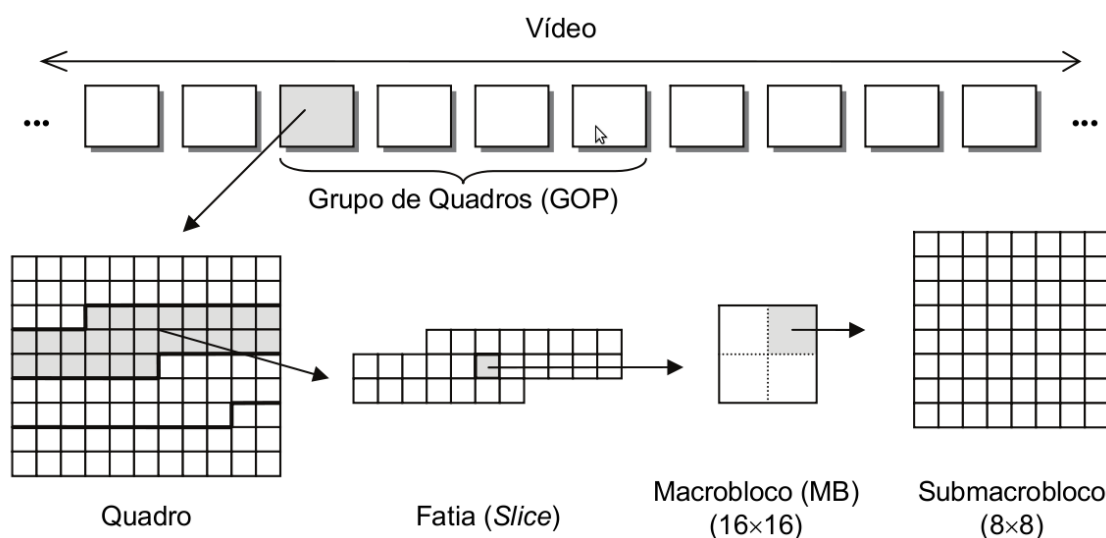 Vídeo
... ...
Grupo de Quadros (GOP)
Quadro
Fatia (Slice)
Macrobloco (MB)
(16×16)
Submacrobloco
(8×8)